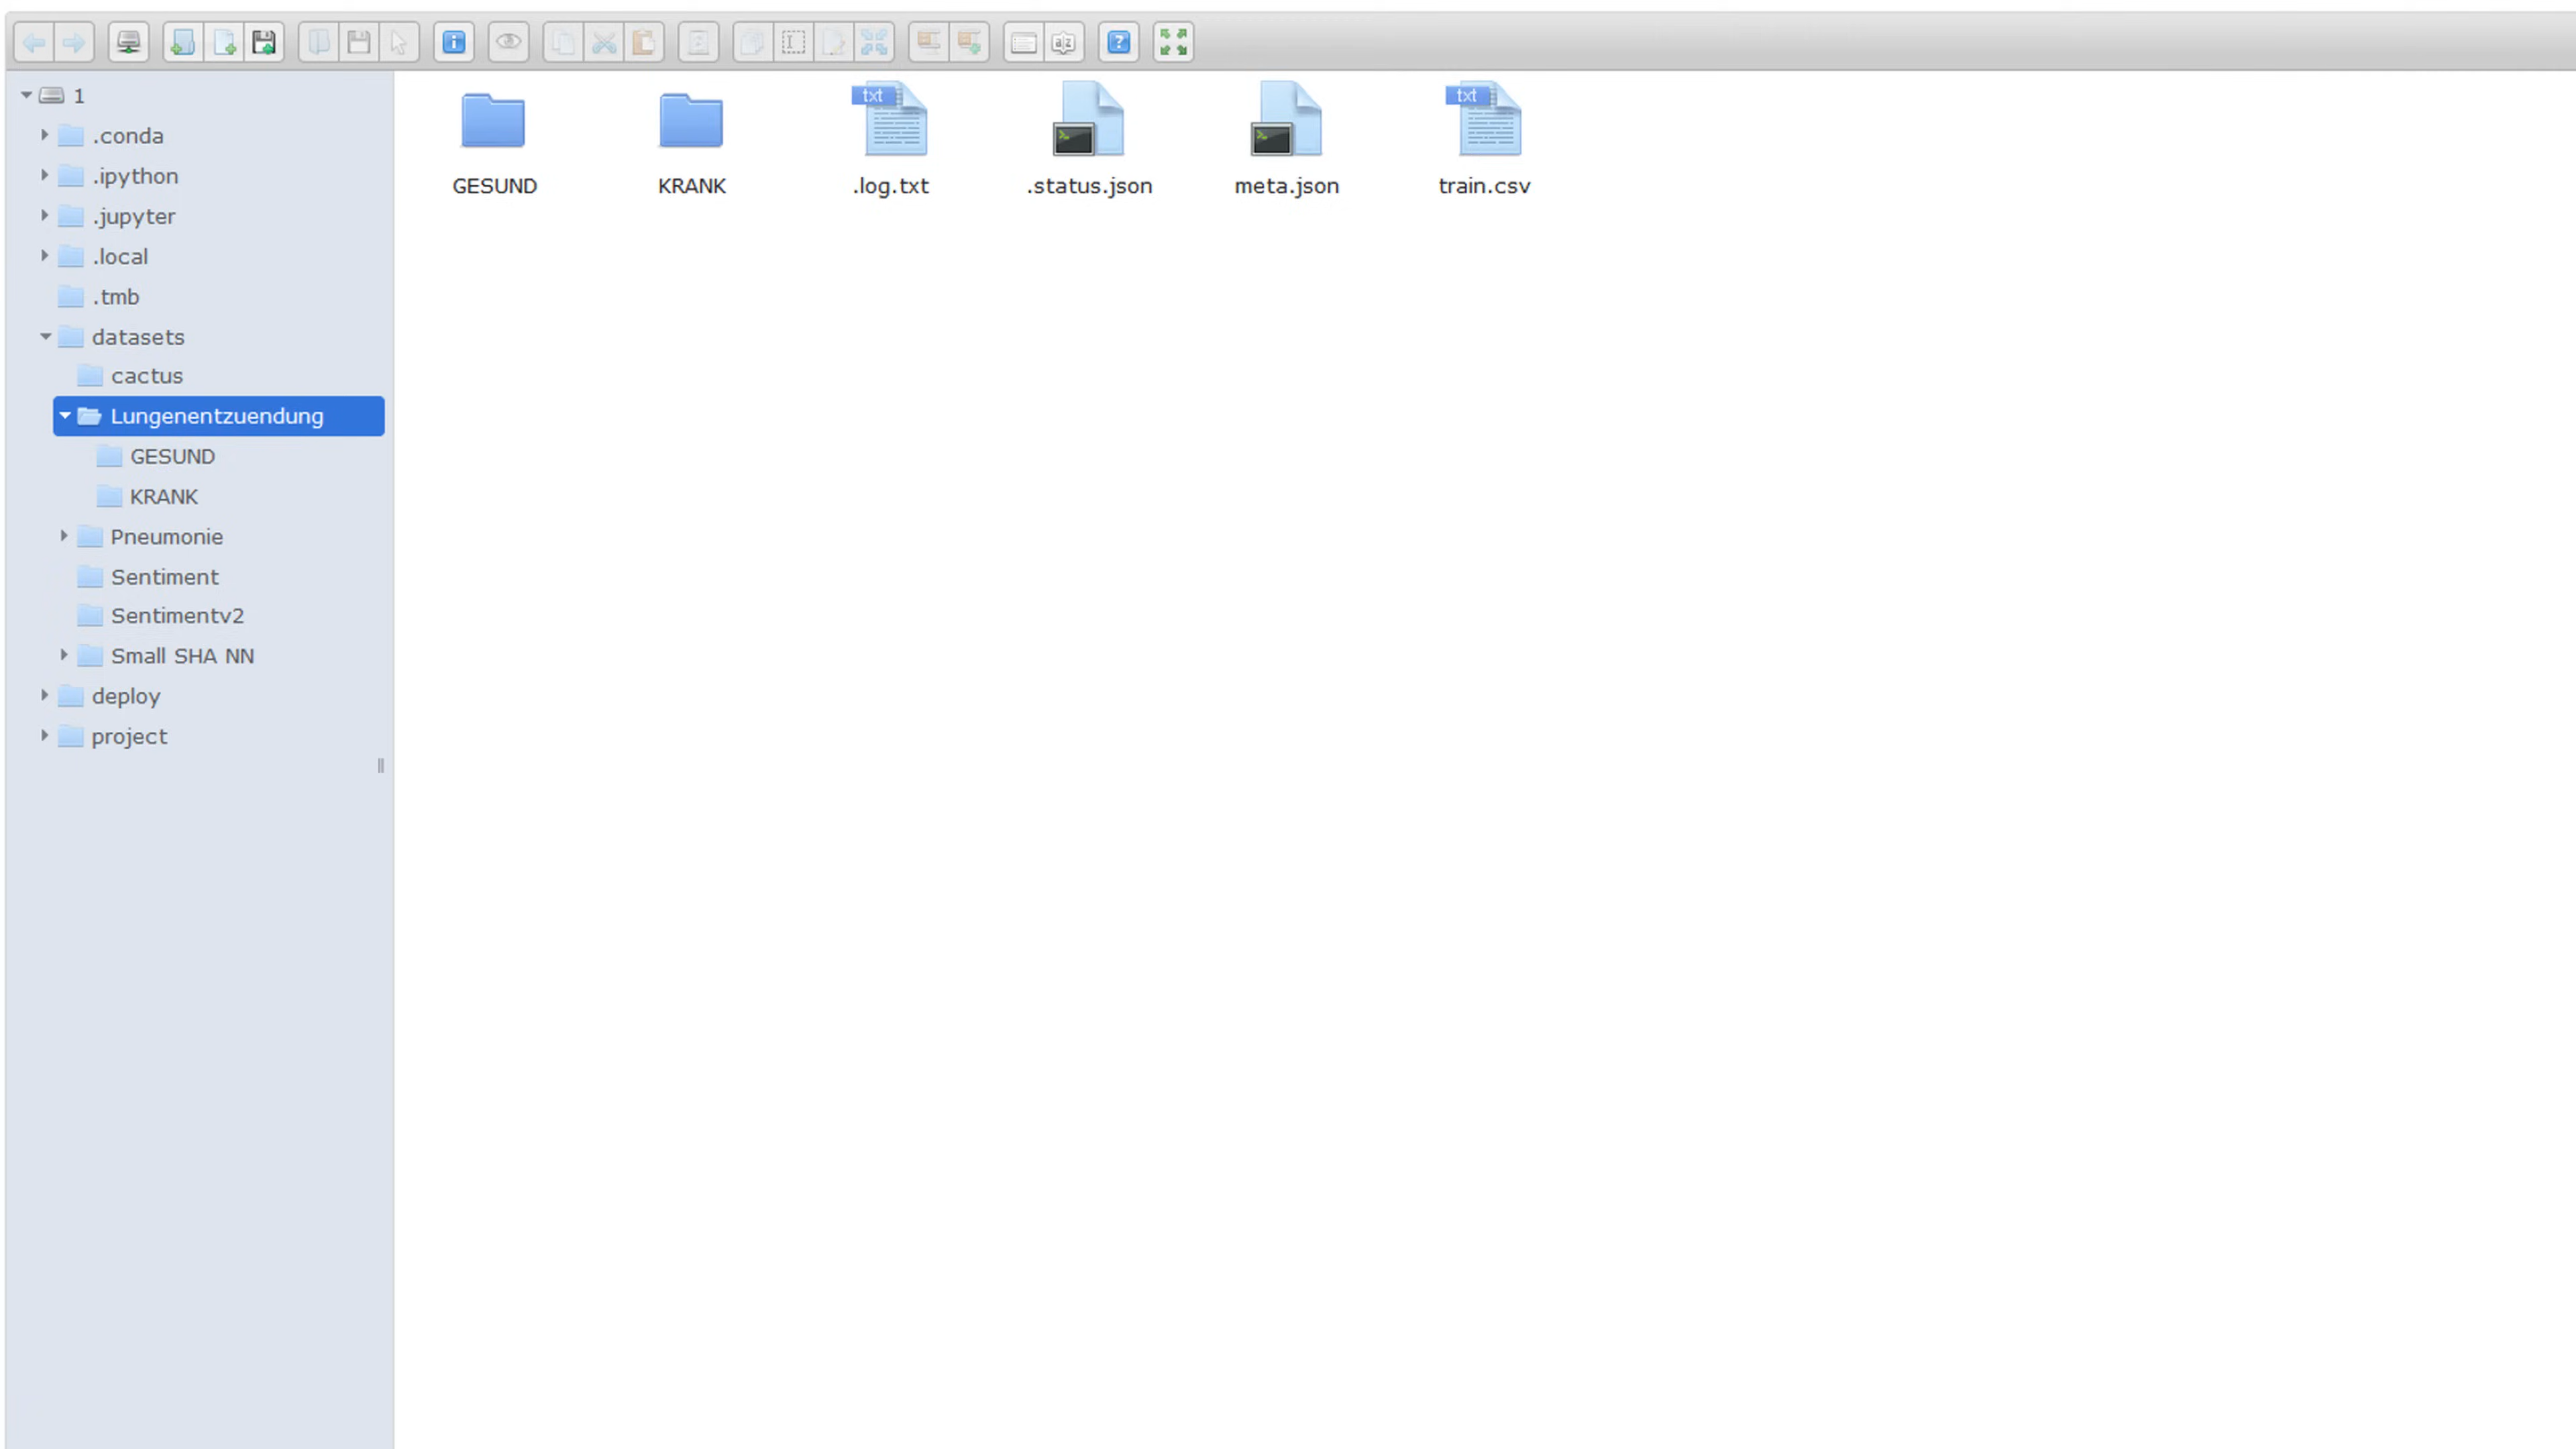 1
.conda
.ipython
.jupyter
.local
.tmb
datasets
cactus
Lungenentzuendung
GESUND
KRANK
Pneumonie
Sentiment
Sentimentv2
Small SHA NN
deploy
project
txt
txt
GESUND KRANK .log.txt .status.json meta.json train.csv